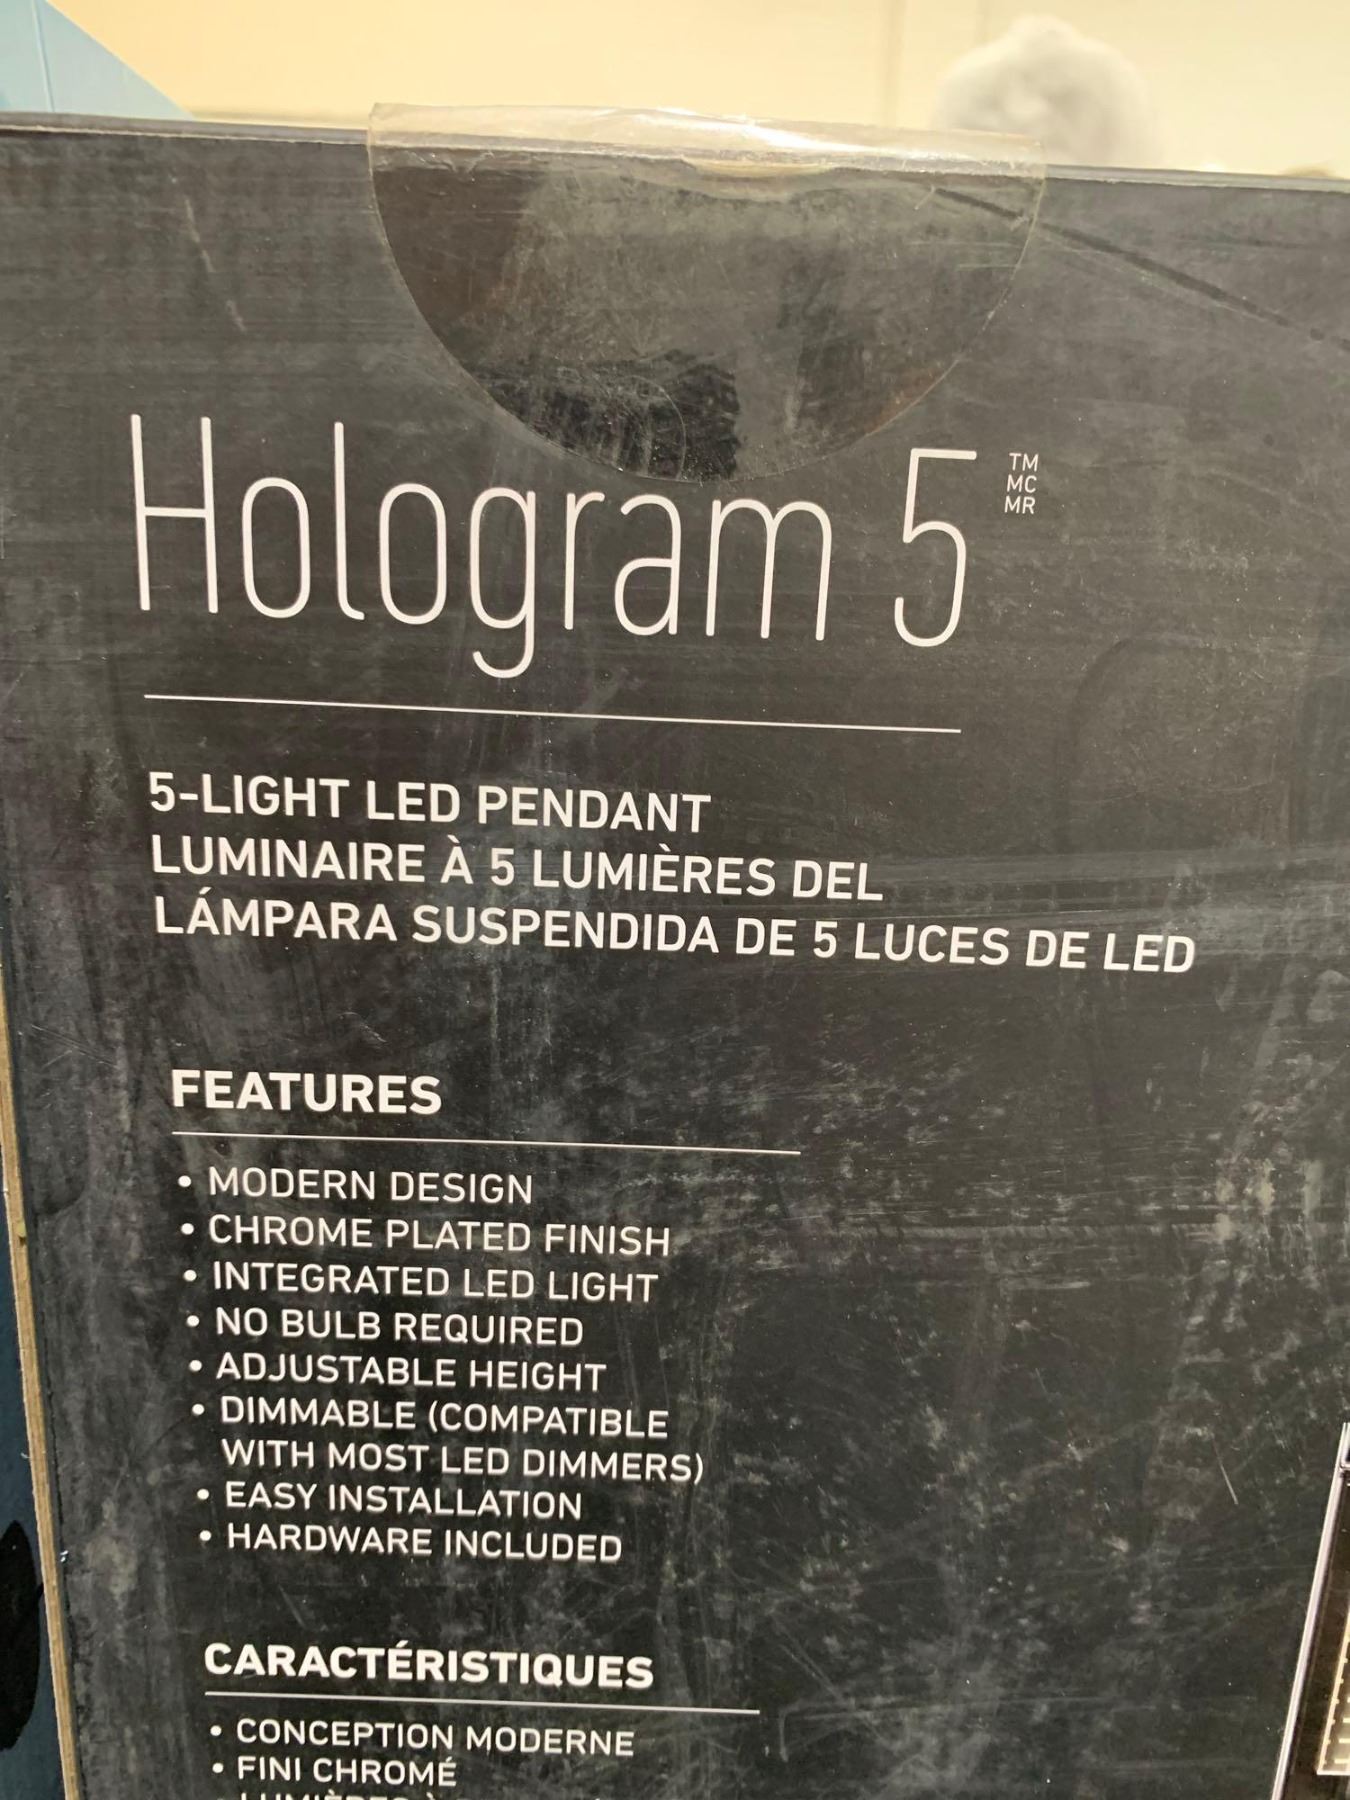 Hologram 5 TM
MC
MR
5-LIGHT LED PENDANT
LUMINAIRE À 5 LUMIÈRES DEL
LÁMPARA SUSPENDIDA DE 5 LUCES DE LED
FEATURES
• MODERN DESIGN
• CHROME PLATED FINISH
• INTEGRATED LED LIGHT
• NO BULB REQUIRED
• ADJUSTABLE HEIGHT
• DIMMABLE (COMPATIBLE
WITH MOST LED DIMMERS)
• EASY INSTALLATION
• HARDWARE INCLUDED
CARACTÉRISTIQUES
• CONCEPTION MODERNE
• FINI CHROMÉ